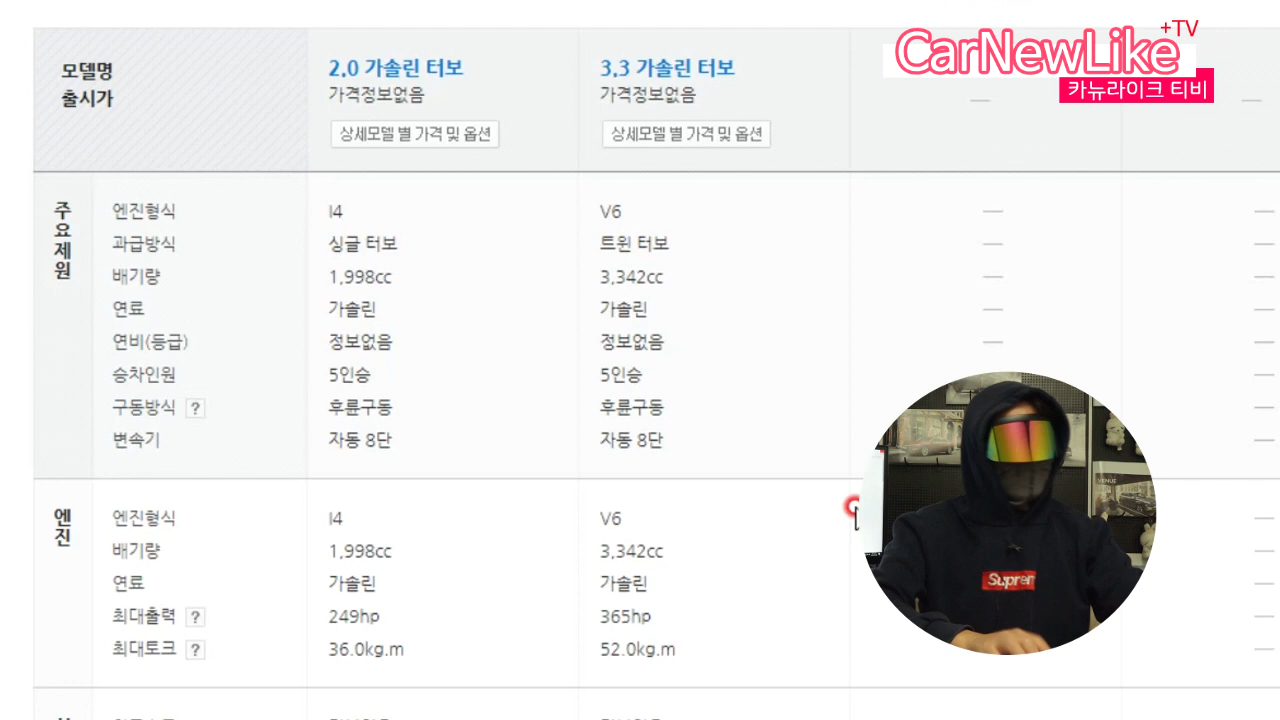 +TV
CarNewLike
카뉴라이크 티비
모델명 2.0 가솔린 터보 3.3 가솔린 터보
출시가 가격정보없음 가격정보없음 — —
상세모델 별 가격 및 옵션 상세모델 별 가격 및 옵션
주요제원
엔진형식 I4 V6 — —
과급방식 싱글 터보 트윈 터보 — —
배기량 1,998cc 3,342cc — —
연료 가솔린 가솔린 — —
연비(등급) 정보없음 정보없음 — —
승차인원 5인승 5인승 —
구동방식 ? 후륜구동 후륜구동 —
변속기 자동 8단 자동 8단 —
엔진
엔진형식 I4 V6 —
배기량 1,998cc 3,342cc —
연료 가솔린 가솔린 —
최대출력 ? 249hp 365hp —
최대토크 ? 36.0kg.m 52.0kg.m —
VENUE
Suprem